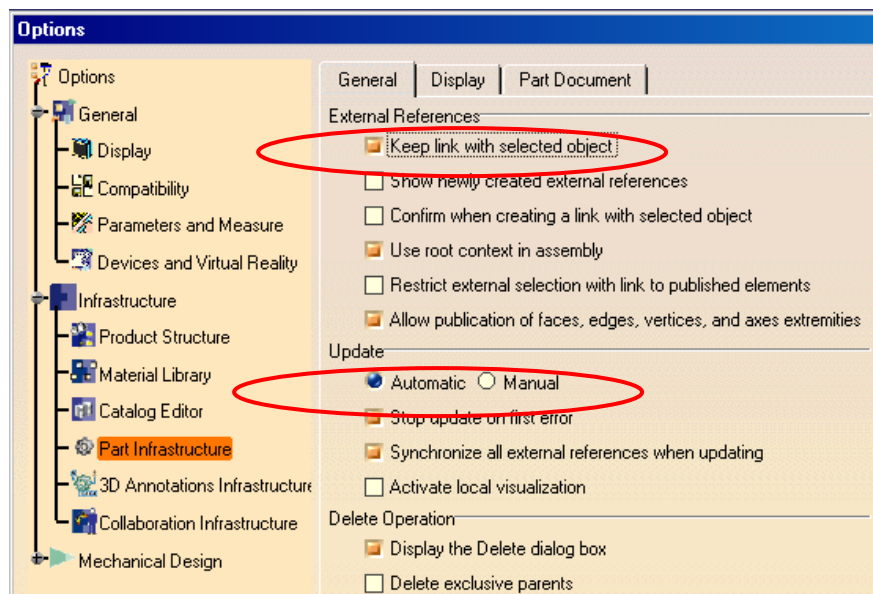 Options
Options
General
Display
Compatibility
Parameters and Measure
Devices and Virtual Reality
Infrastructure
Product Structure
Material Library
Catalog Editor
Part Infrastructure
3D Annotations Infrastructure
Collaboration Infrastructure
Mechanical Design
General Display Part Document
External References
Keep link with selected object
Show newly created external references
Confirm when creating a link with selected object
Use root context in assembly
Restrict external selection with link to published elements
Allow publication of faces, edges, vertices, and axes extremities
Update
Automatic Manual
Stop update on first error
Synchronize all external references when updating
Activate local visualization
Delete Operation
Display the Delete dialog box
Delete exclusive parents